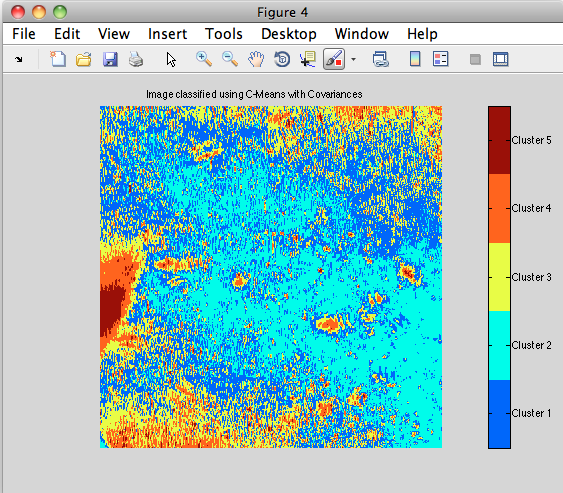 Figure 4
File Edit View Insert Tools Desktop Window Help
Image classified using C-Means with Covariances
Cluster 5
Cluster 4
Cluster 3
Cluster 2
Cluster 1